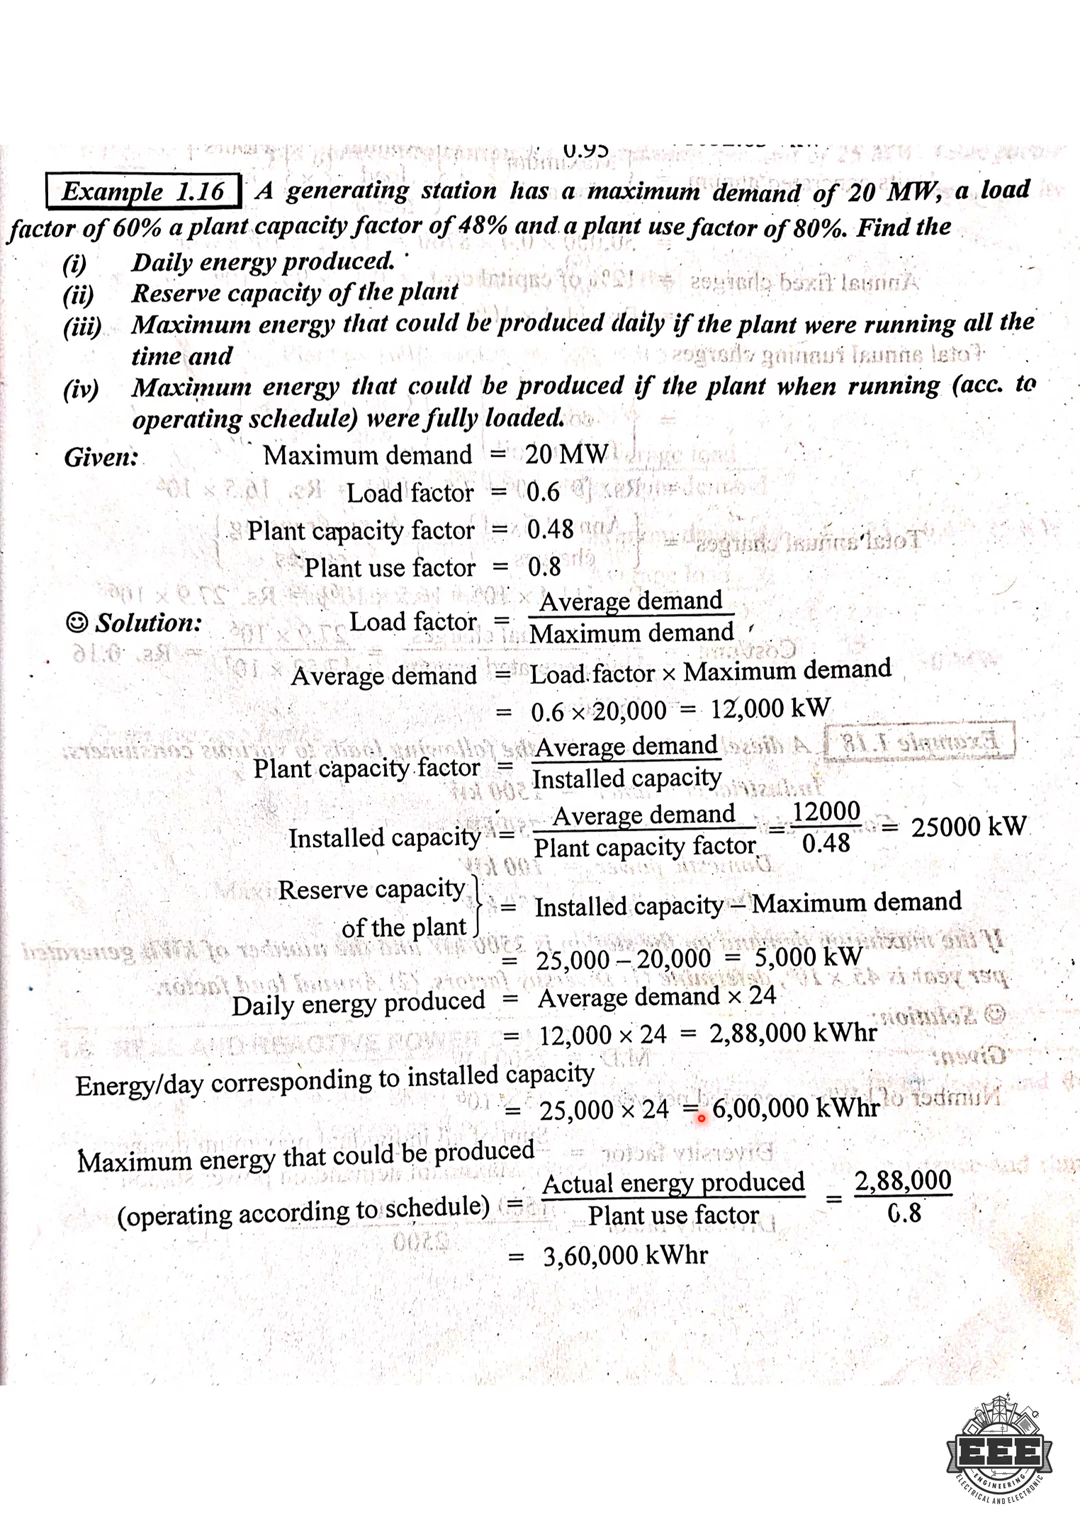 0.95
Example 1.16 A generating station has a maximum demand of 20 MW, a load
factor of 60% a plant capacity factor of 48% and a plant use factor of 80%. Find the
(i) Daily energy produced.
(ii) Reserve capacity of the plant
(iii) Maximum energy that could be produced daily if the plant were running all the
time and
(iv) Maximum energy that could be produced if the plant when running (acc. to
operating schedule) were fully loaded.
Given: Maximum demand = 20 MW
Load factor = 0.6
Plant capacity factor = 0.48
Plant use factor = 0.8
☺ Solution: Load factor = Average demand / Maximum demand
Average demand = Load factor × Maximum demand
= 0.6 × 20,000 = 12,000 kW
Plant capacity factor = Average demand / Installed capacity
Installed capacity = Average demand / Plant capacity factor = 12000 / 0.48 = 25000 kW
Reserve capacity
of the plant } = Installed capacity – Maximum demand
= 25,000 – 20,000 = 5,000 kW
Daily energy produced = Average demand × 24
= 12,000 × 24 = 2,88,000 kWhr
Energy/day corresponding to installed capacity
= 25,000 × 24 = 6,00,000 kWhr
Maximum energy that could be produced
(operating according to schedule) = Actual energy produced / Plant use factor = 2,88,000 / 0.8
= 3,60,000 kWhr
EEE
ENGINEERING
ELECTRICAL AND ELECTRONIC